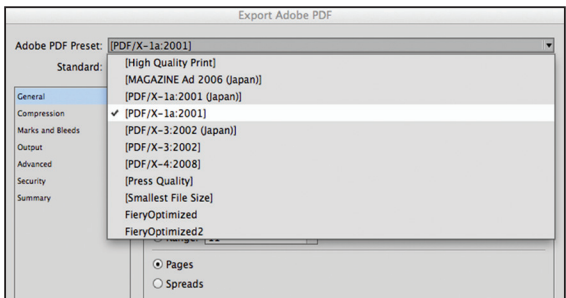 Export Adobe PDF
Adobe PDF Preset: [PDF/X-1a:2001]
Standard:
[High Quality Print]
[MAGAZINE Ad 2006 (Japan)]
[PDF/X-1a:2001 (Japan)]
✓ [PDF/X-1a:2001]
[PDF/X-3:2002 (Japan)]
[PDF/X-3:2002]
[PDF/X-4:2008]
[Press Quality]
[Smallest File Size]
FieryOptimized
FieryOptimized2
General
Compression
Marks and Bleeds
Output
Advanced
Security
Summary
Range:
Pages
Spreads